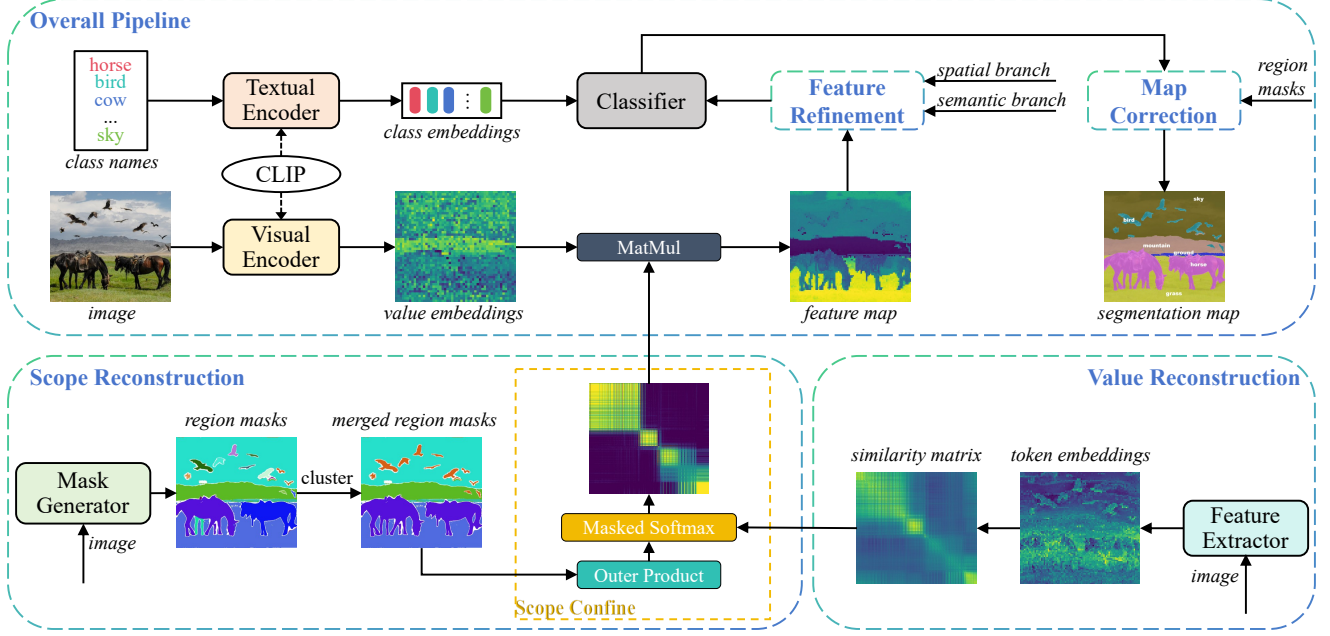 Overall Pipeline
horse
bird
cow
...
sky
class names
Textual
Encoder
class embeddings
Classifier
Feature
Refinement
spatial branch
semantic branch
Map
Correction
region
masks
CLIP
image
Visual
Encoder
value embeddings
MatMul
feature map
sky
bird
mountain
ground
horse
grass
segmentation map
Scope Reconstruction
Mask
Generator
image
region masks
cluster
merged region masks
Masked Softmax
Outer Product
Scope Confine
Value Reconstruction
similarity matrix
token embeddings
Feature
Extractor
image